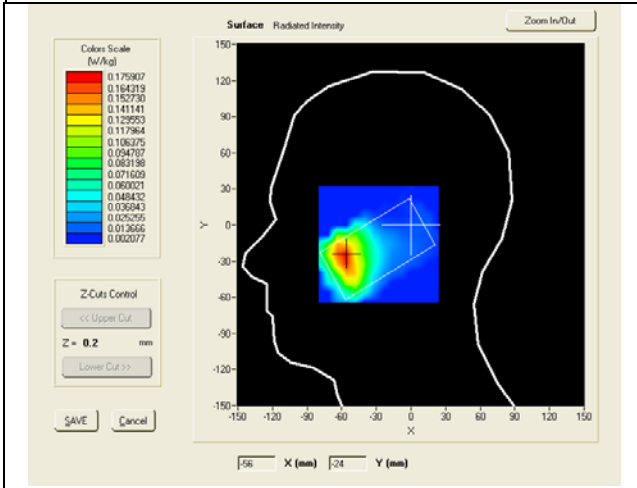 Surface Radiated Intensity
Zoom In/Out
Colors Scale
(W/kg)
0.175907
0.164319
0.152730
0.141141
0.129553
0.117964
0.106375
0.094787
0.083198
0.071609
0.060021
0.048432
0.036843
0.025255
0.013666
0.002077
150
120
90
60
30
0
-30
-60
-90
-120
-150
Y
-150 -120 -90 -60 -30 0 30 60 90 120 150
X
Z-Cuts Control
<< Upper Cut
Z = 0.2 mm
Lower Cut >>
SAVE Cancel
-56 X (mm) -24 Y (mm)